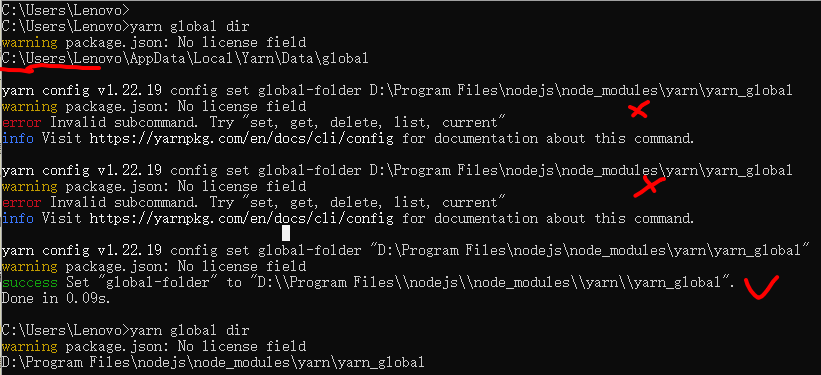 C:\Users\Lenovo>
C:\Users\Lenovo>yarn global dir
warning package.json: No license field
C:\Users\Lenovo\AppData\Local\Yarn\Data\global
yarn config v1.22.19 config set global-folder D:\Program Files\nodejs\node_modules\yarn\yarn_global
warning package.json: No license field
error Invalid subcommand. Try "set, get, delete, list, current"
info Visit https://yarnpkg.com/en/docs/cli/config for documentation about this command.
yarn config v1.22.19 config set global-folder D:\Program Files\nodejs\node_modules\yarn\yarn_global
warning package.json: No license field
error Invalid subcommand. Try "set, get, delete, list, current"
info Visit https://yarnpkg.com/en/docs/cli/config for documentation about this command.
yarn config v1.22.19 config set global-folder "D:\Program Files\nodejs\node_modules\yarn\yarn_global"
warning package.json: No license field
success Set "global-folder" to "D:\\Program Files\\nodejs\\node_modules\\yarn\\yarn_global".
Done in 0.09s.
C:\Users\Lenovo>yarn global dir
warning package.json: No license field
D:\Program Files\nodejs\node_modules\yarn\yarn_global